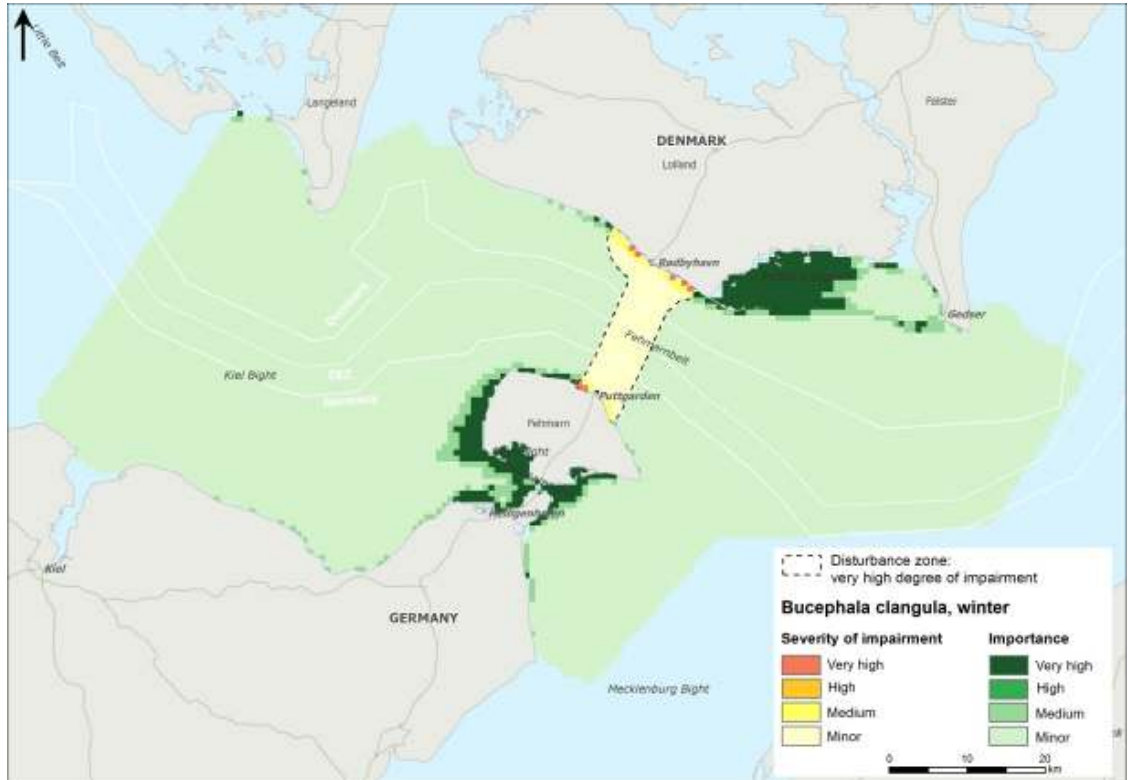 Little Belt
Langeland
Falster
DENMARK
Lolland
Rødbyhavn
Gedser
Fehmarnbelt
Kiel Bight
Puttgarden
Fehmarn
Kiel
GERMANY
Mecklenburg Bight
Disturbance zone:
very high degree of impairment
Bucephala clangula, winter
Severity of impairment
Very high
High
Medium
Minor
Importance
Very high
High
Medium
Minor
0 10 20
km